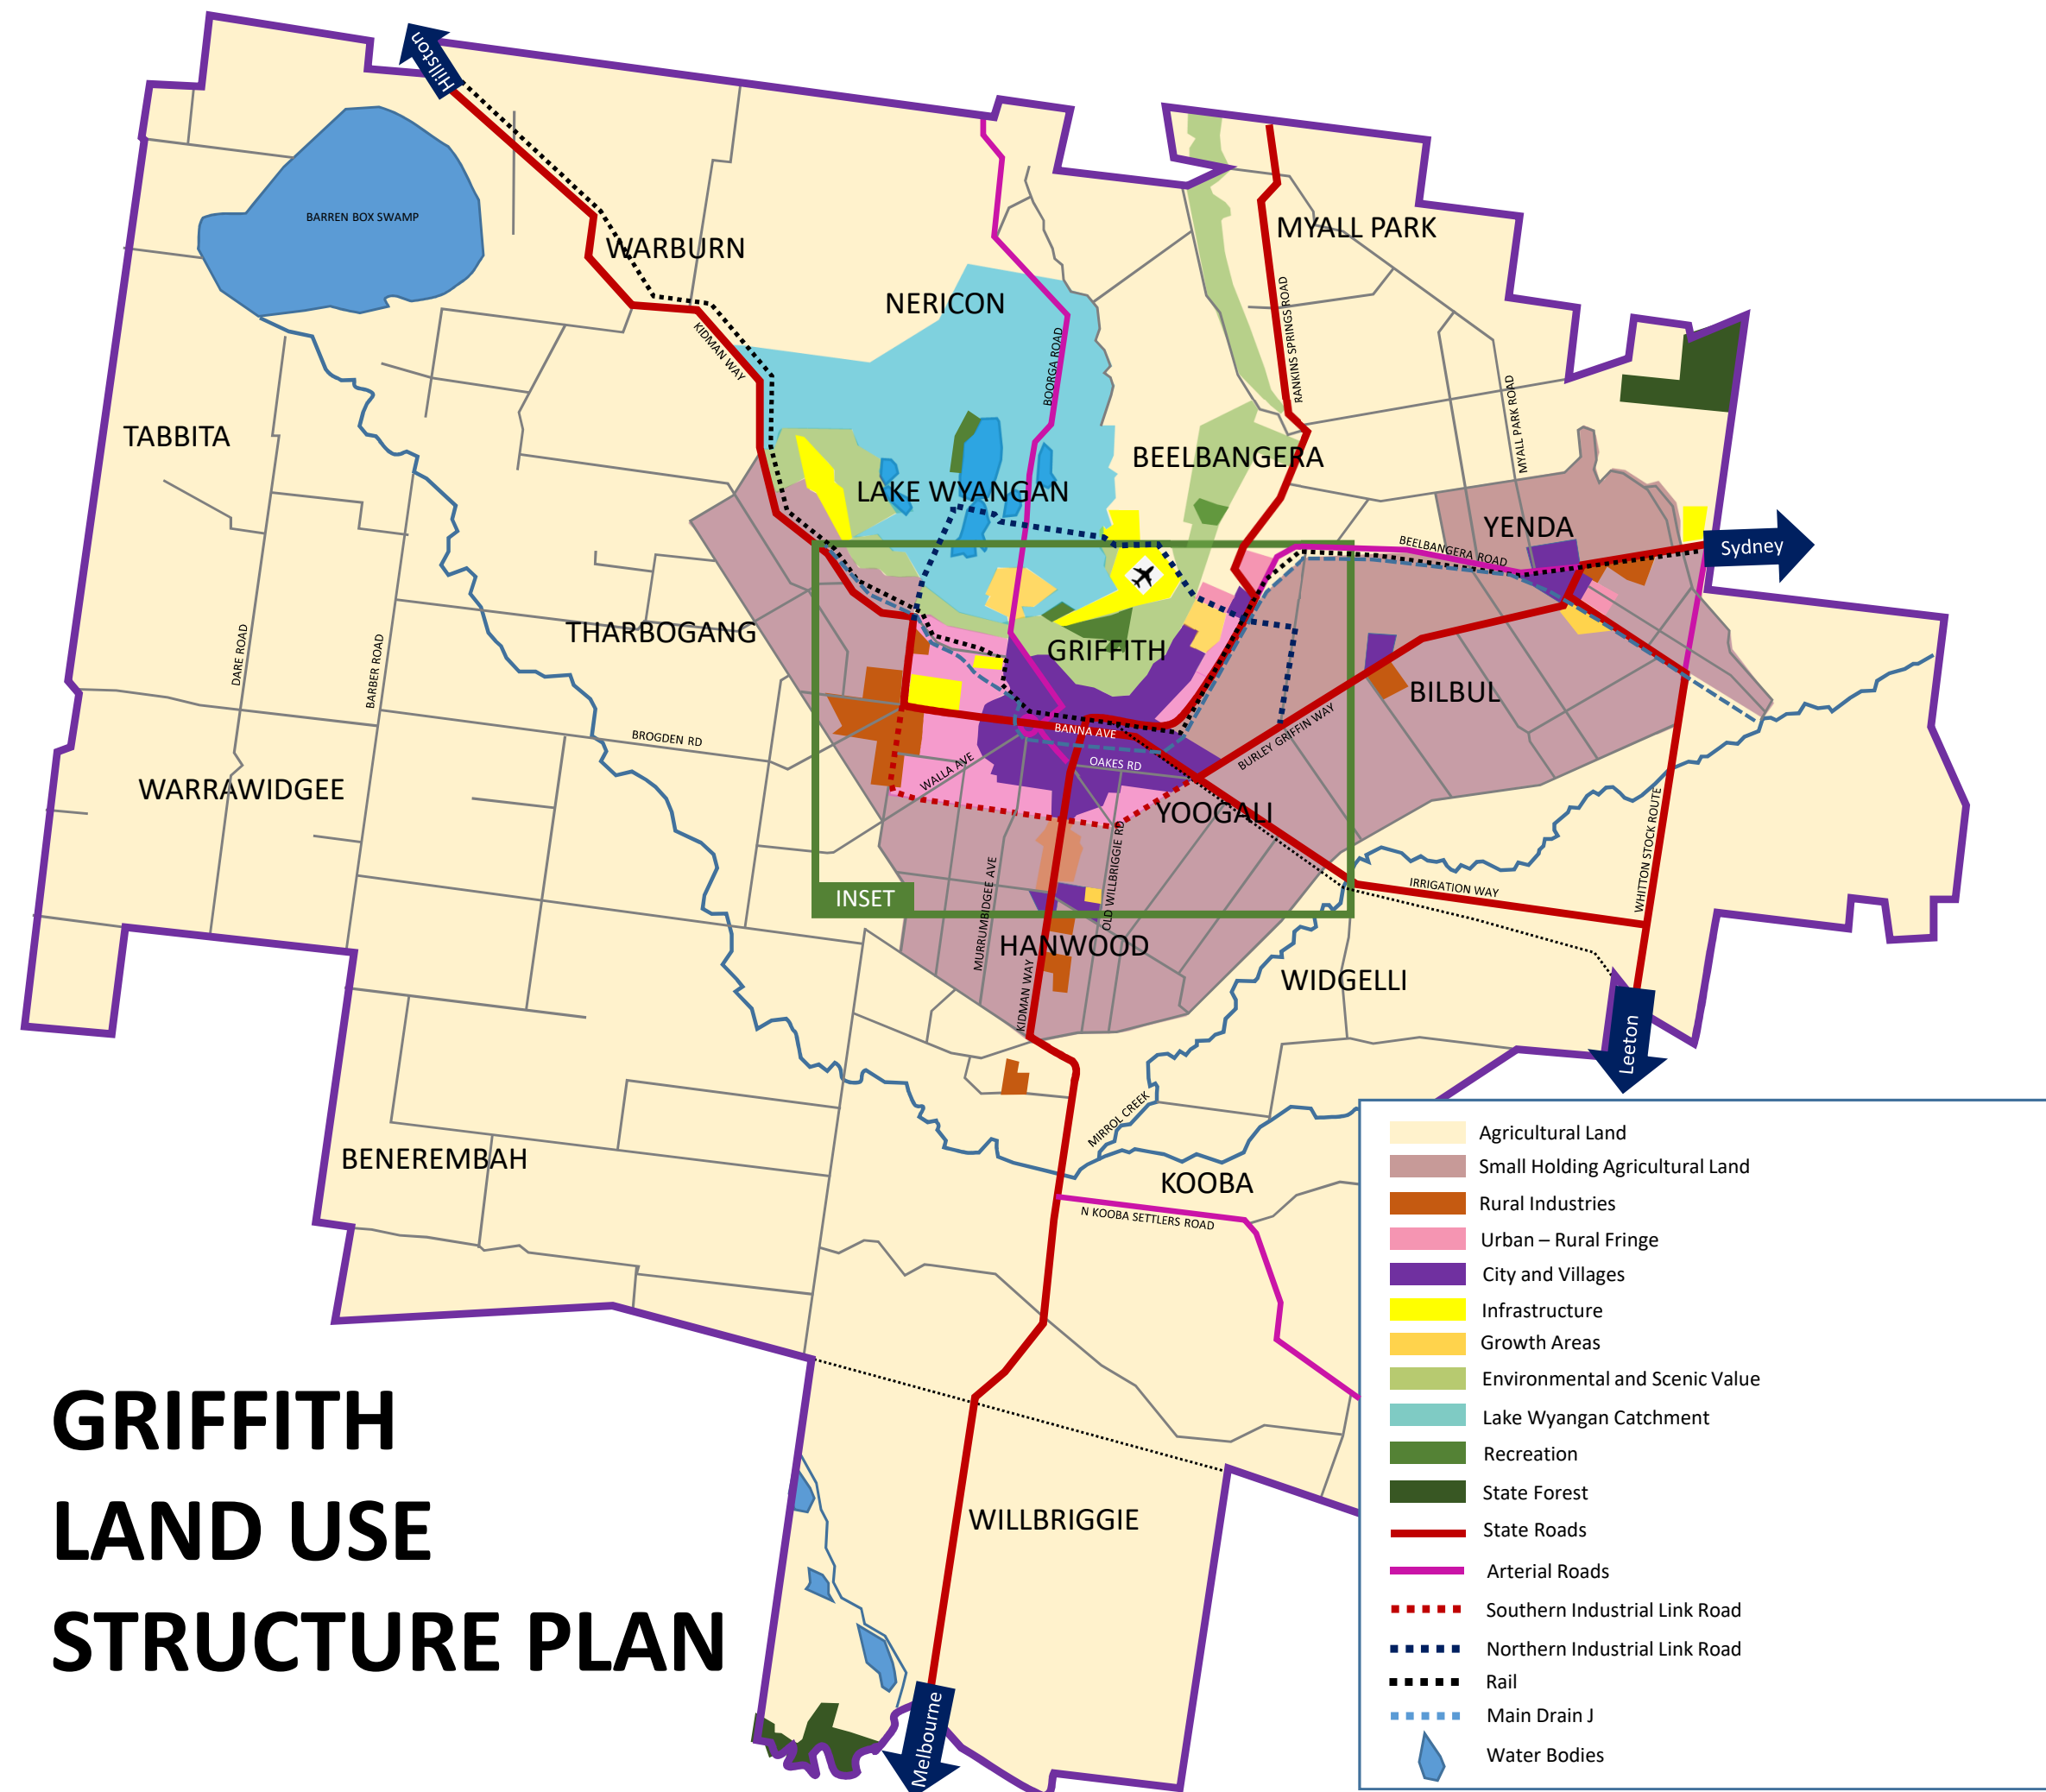 Hillston
BARREN BOX SWAMP
WARBURN
MYALL PARK
NERICON
KIDMAN WAY
BOORGA ROAD
RANKINS SPRINGS ROAD
MYALL PARK ROAD
TABBITA
BEELBANGERA
LAKE WYANGAN
YENDA
BEELBANGERA ROAD
Sydney
THARBOGANG
GRIFFITH
DARE ROAD
BARBER ROAD
BILBUL
BROGDEN RD
BANNA AVE
BURLEY GRIFFIN WAY
OAKES RD
WALLA AVE
WARRAWIDGEE
YOOGALI
WHITTON STOCK ROUTE
MURRUMBIDGEE AVE
OLD WILLBRIGGIE RD
IRRIGATION WAY
INSET
HANWOOD
KIDMAN WAY
WIDGELLI
Leeton
MIRROL CREEK
BENEREMBAH
KOOBA
N KOOBA SETTLERS ROAD
WILLBRIGGIE
Melbourne
GRIFFITH
LAND USE
STRUCTURE PLAN
Agricultural Land
Small Holding Agricultural Land
Rural Industries
Urban – Rural Fringe
City and Villages
Infrastructure
Growth Areas
Environmental and Scenic Value
Lake Wyangan Catchment
Recreation
State Forest
State Roads
Arterial Roads
Southern Industrial Link Road
Northern Industrial Link Road
Rail
Main Drain J
Water Bodies